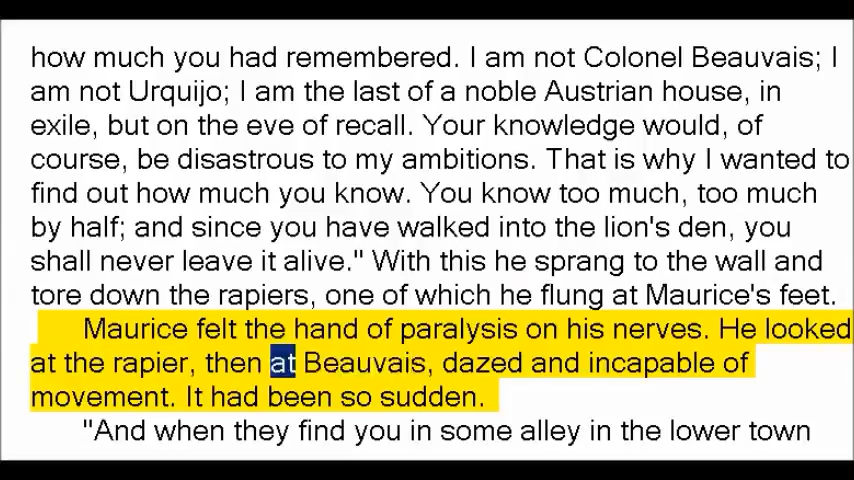 how much you had remembered. I am not Colonel Beauvais; I
am not Urquijo; I am the last of a noble Austrian house, in
exile, but on the eve of recall. Your knowledge would, of
course, be disastrous to my ambitions. That is why I wanted to
find out how much you know. You know too much, too much
by half; and since you have walked into the lion's den, you
shall never leave it alive." With this he sprang to the wall and
tore down the rapiers, one of which he flung at Maurice's feet.
Maurice felt the hand of paralysis on his nerves. He looked
at the rapier, then at Beauvais, dazed and incapable of
movement. It had been so sudden.
"And when they find you in some alley in the lower town